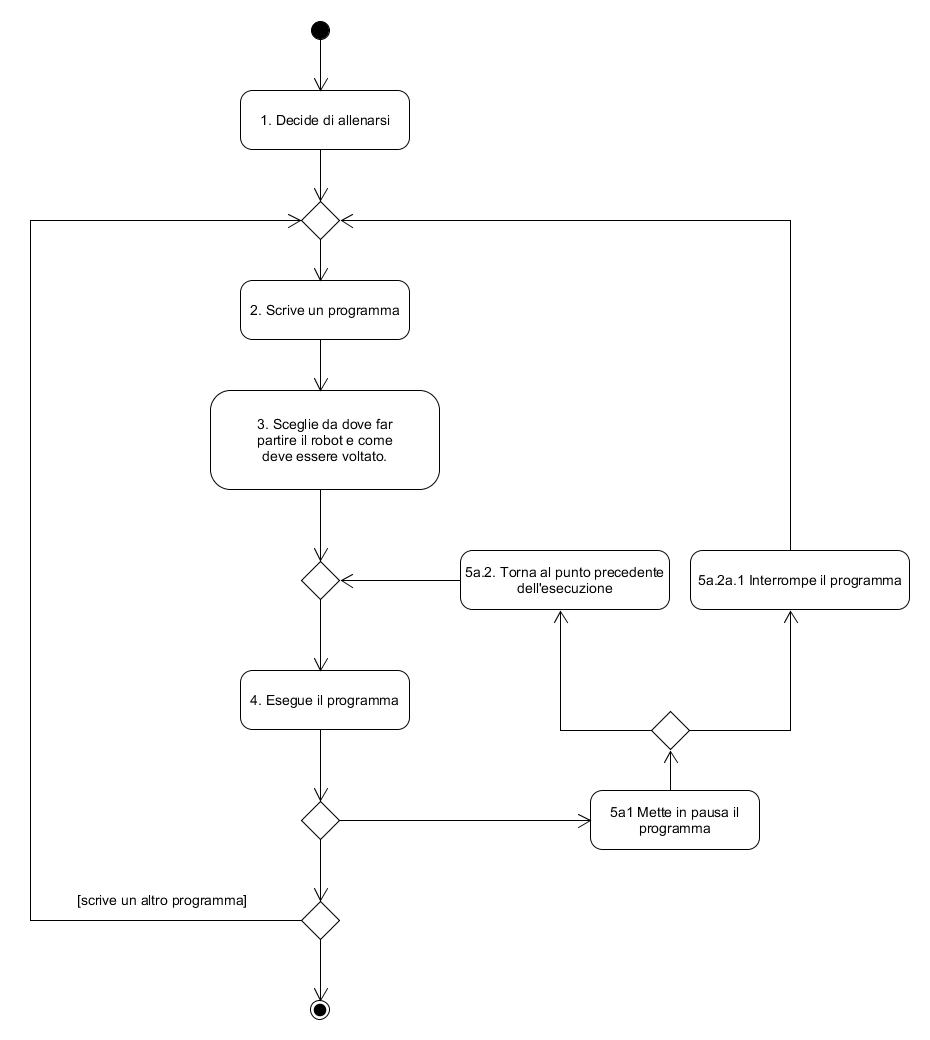 1. Decide di allenarsi
2. Scrive un programma
3. Sceglie da dove far
partire il robot e come
deve essere voltato.
5a.2. Torna al punto precedente
dell'esecuzione
5a.2a.1 Interrompe il programma
4. Esegue il programma
5a1 Mette in pausa il
programma
[scrive un altro programma]